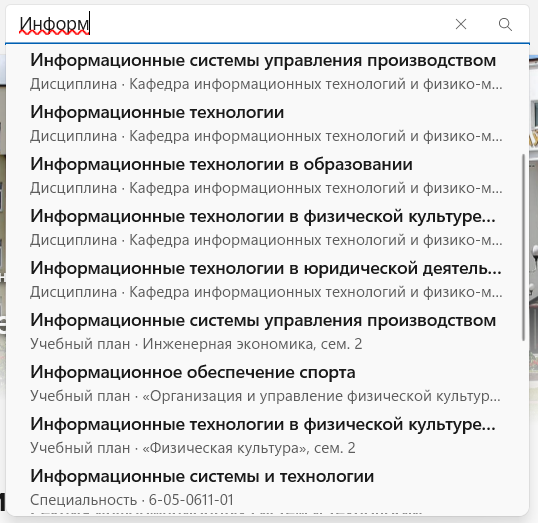 Информ
Информационные системы управления производством
Дисциплина · Кафедра информационных технологий и физико-м...
Информационные технологии
Дисциплина · Кафедра информационных технологий и физико-м...
Информационные технологии в образовании
Дисциплина · Кафедра информационных технологий и физико-м...
Информационные технологии в физической культуре...
Дисциплина · Кафедра информационных технологий и физико-м...
Информационные технологии в юридической деятель...
Дисциплина · Кафедра информационных технологий и физико-м...
Информационные системы управления производством
Учебный план · Инженерная экономика, сем. 2
Информационное обеспечение спорта
Учебный план · «Организация и управление физической культур...
Информационные технологии в физической культуре...
Учебный план · «Физическая культура», сем. 2
Информационные системы и технологии
Специальность · 6-05-0611-01